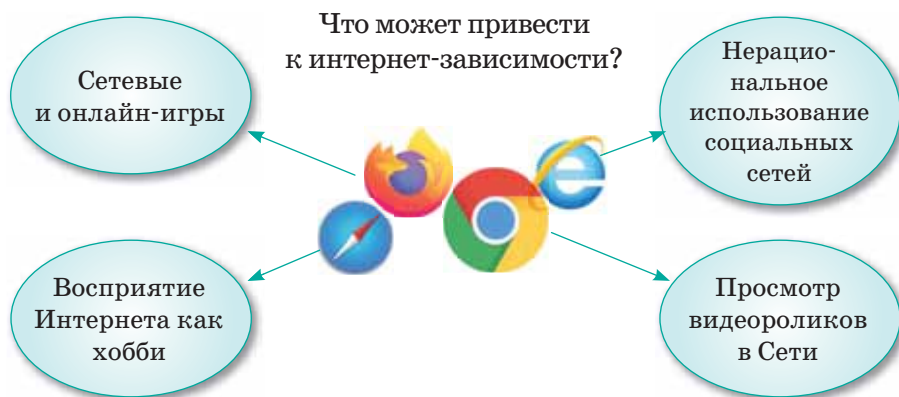 Что может привести
к интернет-зависимости?
Сетевые
и онлайн-игры
Нерацио-
нальное
использование
социальных
сетей
Восприятие
Интернета как
хобби
Просмотр
видеороликов
в Сети